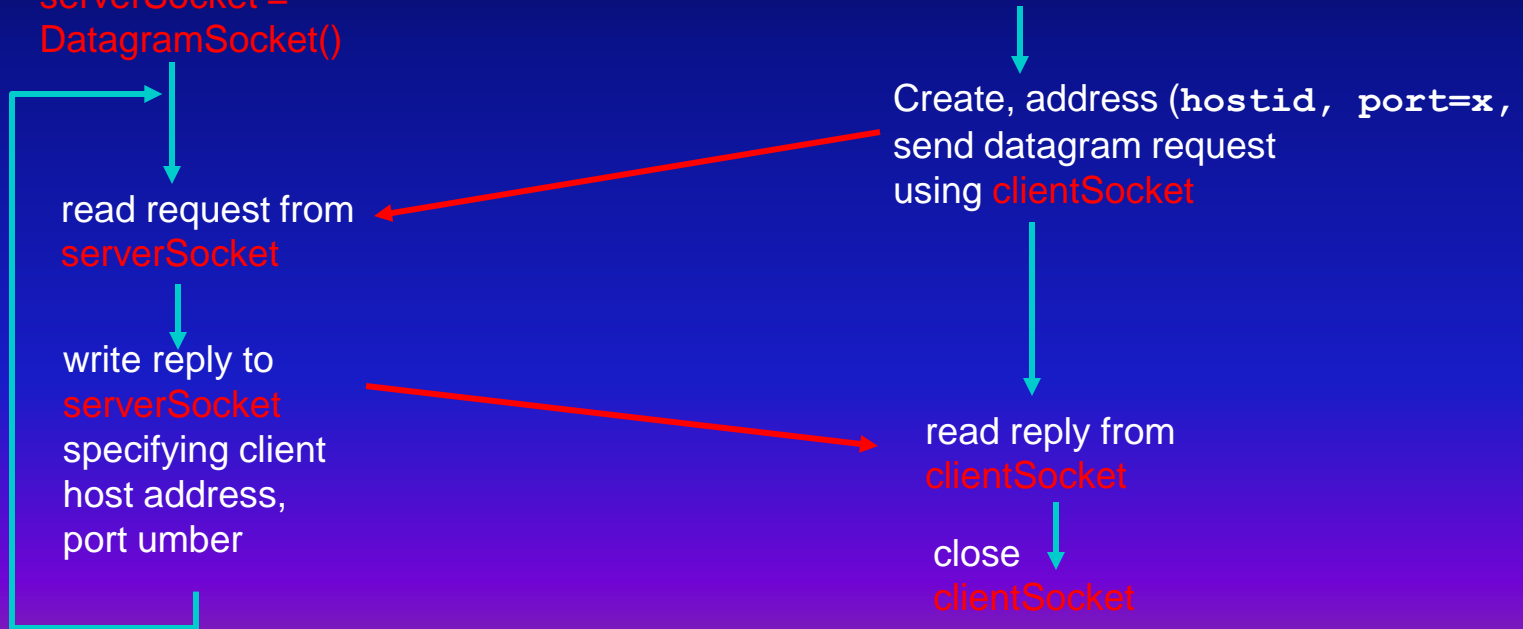 serverSocket =
DatagramSocket()
read request from
serverSocket
write reply to
serverSocket
specifying client
host address,
port umber
Create, address (hostid, port=x,
send datagram request
using clientSocket
read reply from
clientSocket
close
clientSocket